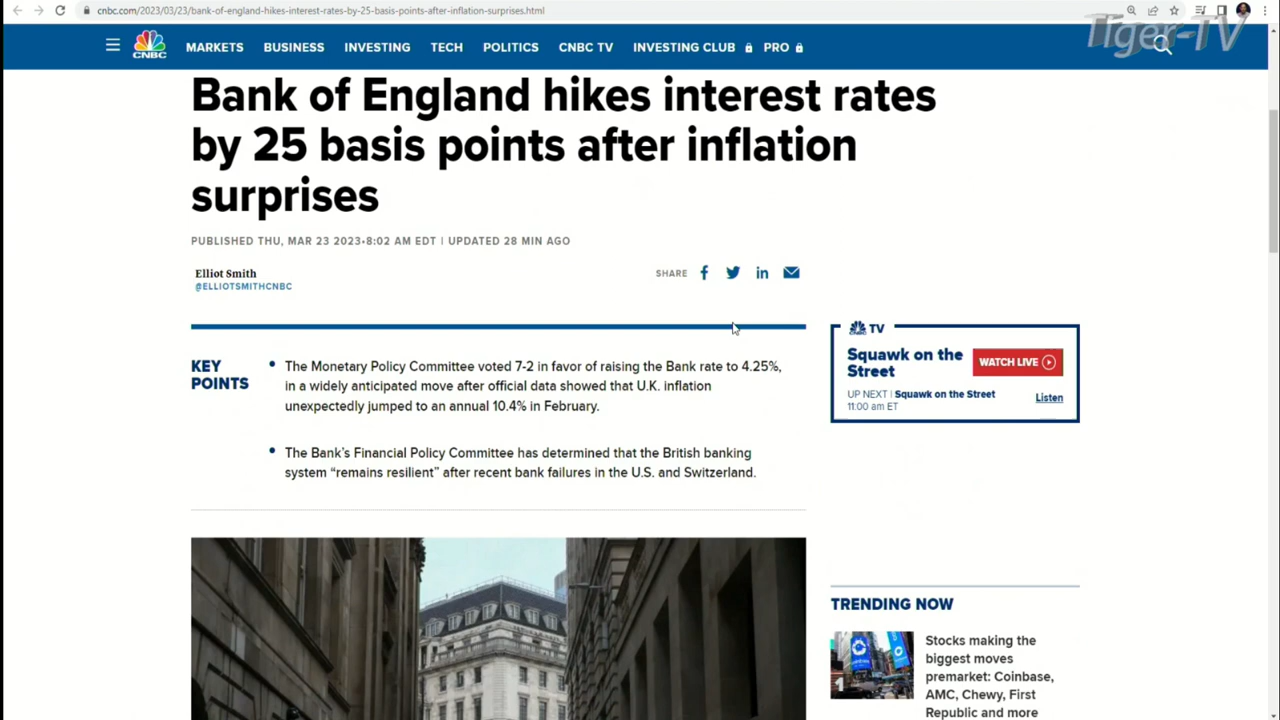 cnbc.com/2023/03/23/bank-of-england-hikes-interest-rates-by-25-basis-points-after-inflation-surprises.html
Tiger-TV
CNBC
MARKETS BUSINESS INVESTING TECH POLITICS CNBC TV INVESTING CLUB PRO
Bank of England hikes interest rates
by 25 basis points after inflation
surprises
PUBLISHED THU, MAR 23 2023•8:02 AM EDT | UPDATED 28 MIN AGO
Elliot Smith
@ELLIOTSMITHCNBC
SHARE
KEY
POINTS
• The Monetary Policy Committee voted 7-2 in favor of raising the Bank rate to 4.25%,
in a widely anticipated move after official data showed that U.K. inflation
unexpectedly jumped to an annual 10.4% in February.
• The Bank’s Financial Policy Committee has determined that the British banking
system “remains resilient” after recent bank failures in the U.S. and Switzerland.
CNBC TV
Squawk on the
Street
WATCH LIVE
UP NEXT | Squawk on the Street
11:00 am ET
Listen
TRENDING NOW
Stocks making the
biggest moves
premarket: Coinbase,
AMC, Chewy, First
Republic and more